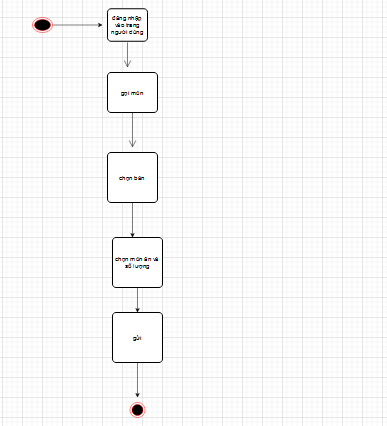 đăng nhập
vào trang
người dùng
gọi món
chọn bàn
chọn món ăn và
số lượng
gửi